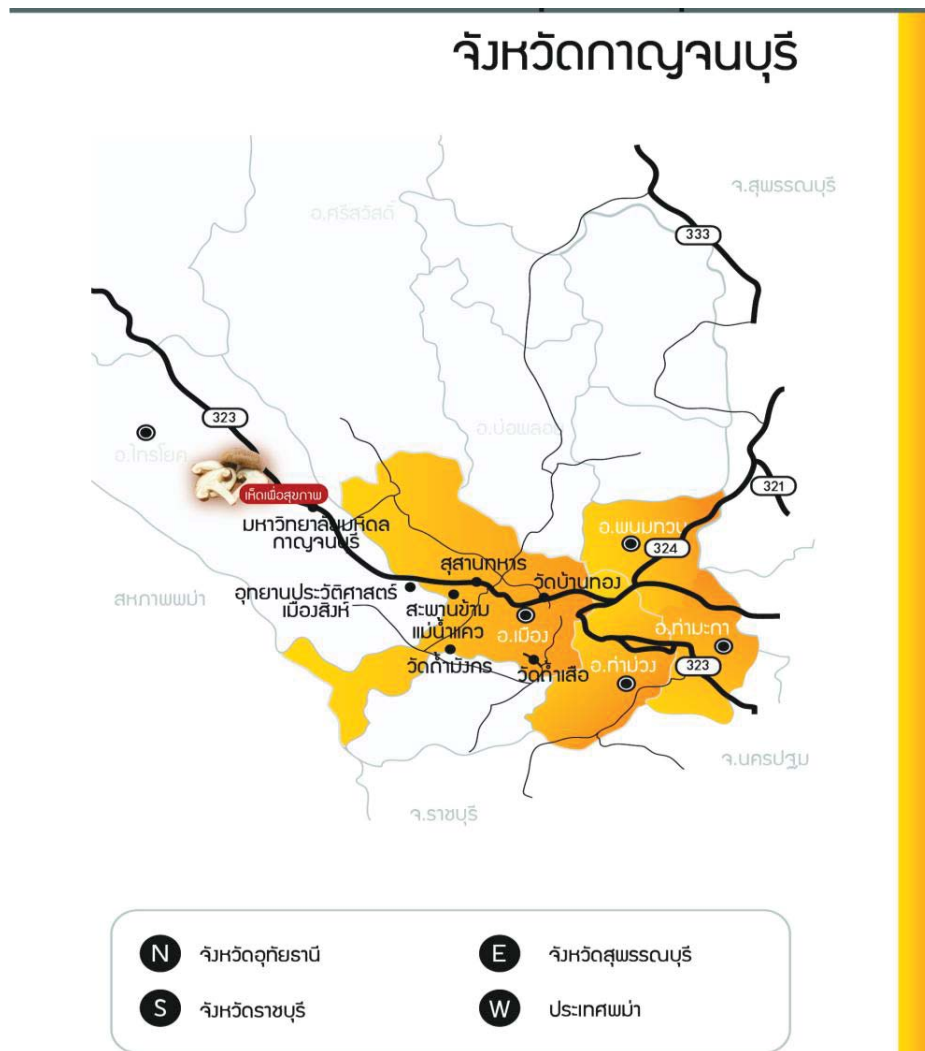 จังหวัดกาญจนบุรี
จ.สุพรรณบุรี
อ.ศรีสวัสดิ์
333
323
อ.บ่อพลอย
อ.ไทรโยค
เห็ดเพื่อสุขภาพ
321
มหาวิทยาลัยมหิดล
กาญจนบุรี
อ.พนมทวน
324
สุสานทหาร
วัดบ้านทอง
สหภาพพม่า
อุทยานประวัติศาสตร์
เมืองสิงห์
สะพานข้าม
แม่น้ำแคว
อ.เมือง
อ.ท่ามะกา
วัดถ้ำมังกร
วัดถ้ำเสือ
อ.ท่าม่วง
323
จ.นครปฐม
จ.ราชบุรี
N จังหวัดอุทัยธานี
E จังหวัดสุพรรณบุรี
S จังหวัดราชบุรี
W ประเทศพม่า